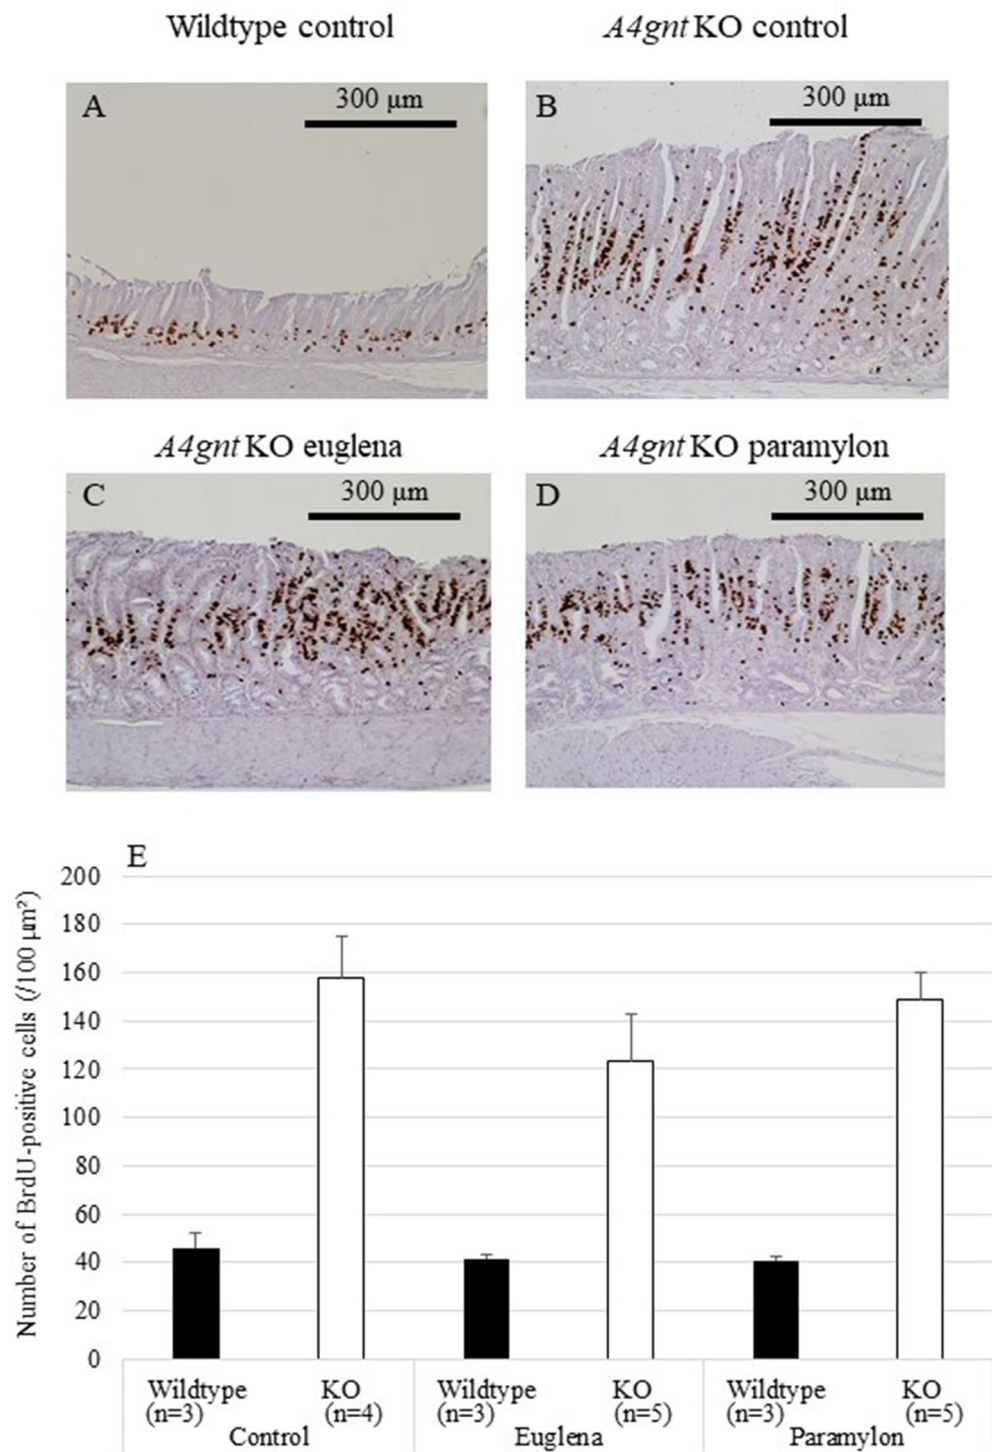 Wildtype control
A4gnt KO control
A
300 μm
B
300 μm
A4gnt KO euglena
A4gnt KO paramylon
C
300 μm
D
300 μm
E
Number of BrdU-positive cells (/100 μm²)
200
180
160
140
120
100
80
60
40
20
0
Wildtype
(n=3)
KO
(n=4)
Wildtype
(n=3)
KO
(n=5)
Wildtype
(n=3)
KO
(n=5)
Control
Euglena
Paramylon